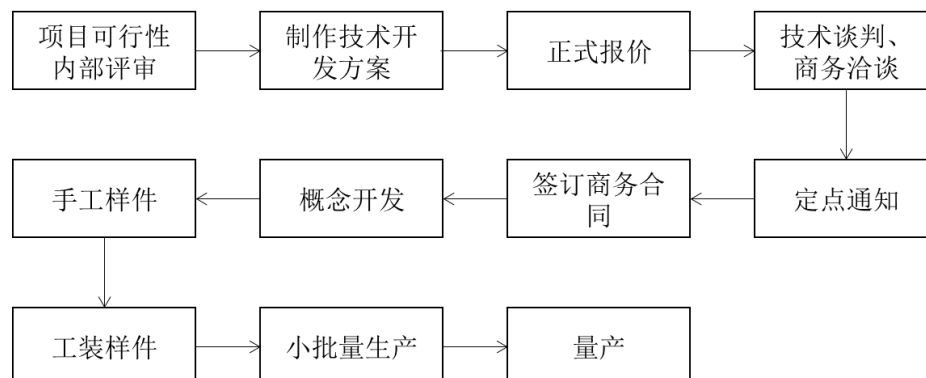 项目可行性
内部评审
制作技术开
发方案
正式报价
技术谈判、
商务洽谈
手工样件
概念开发
签订商务合
同
定点通知
工装样件
小批量生产
量产